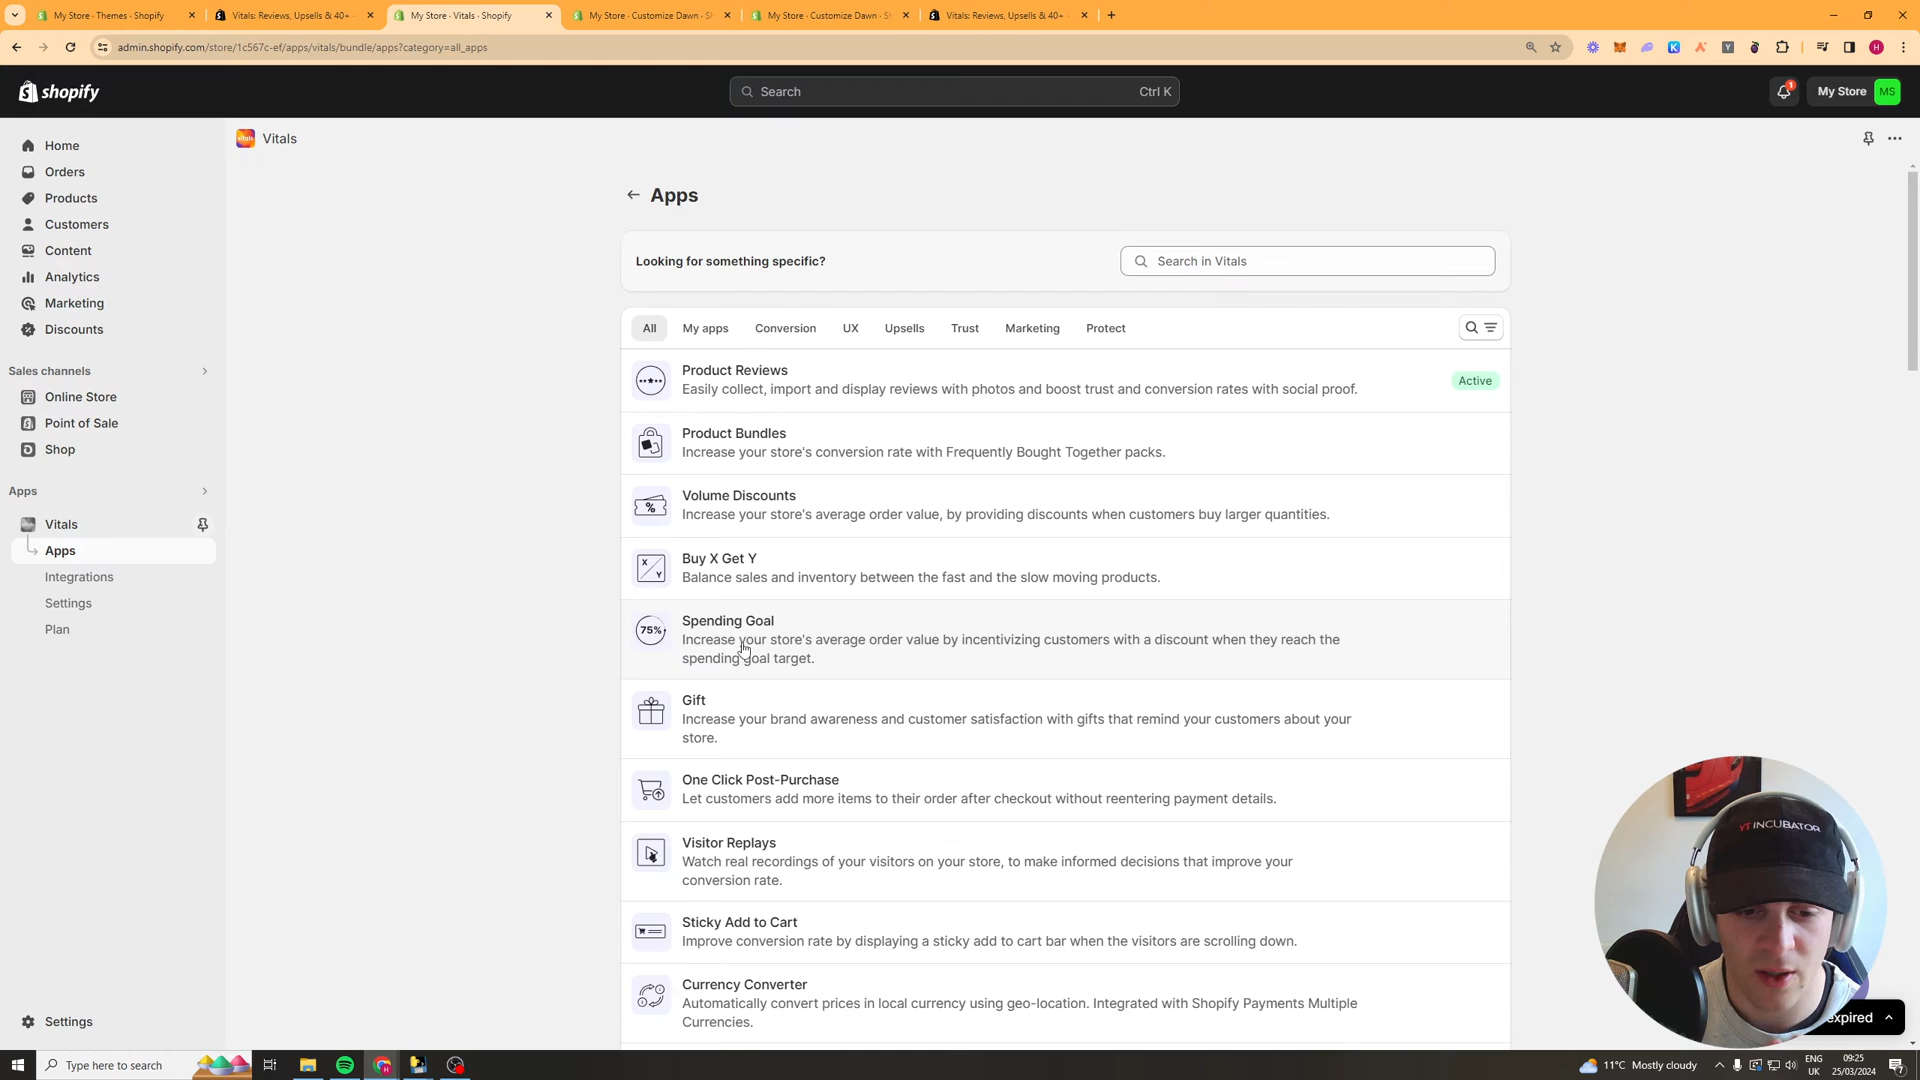 My Store · Themes · Shopify
Vitals: Reviews, Upsells & 40+
My Store · Vitals · Shopify
My Store · Customize Dawn · S
My Store · Customize Dawn · S
Vitals: Reviews, Upsells & 40+
admin.shopify.com/store/1c567c-ef/apps/vitals/bundle/apps?category=all_apps
shopify
Search
Ctrl K
1
My Store
MS
Home
Orders
Products
Customers
Content
Analytics
Marketing
Discounts
Sales channels
Online Store
Point of Sale
Shop
Apps
Vitals
Apps
Integrations
Settings
Plan
Settings
Vitals
Apps
Looking for something specific?
Search in Vitals
All
My apps
Conversion
UX
Upsells
Trust
Marketing
Protect
Product Reviews
Easily collect, import and display reviews with photos and boost trust and conversion rates with social proof.
Active
Product Bundles
Increase your store's conversion rate with Frequently Bought Together packs.
Volume Discounts
Increase your store's average order value, by providing discounts when customers buy larger quantities.
X
Y
Buy X Get Y
Balance sales and inventory between the fast and the slow moving products.
75%
Spending Goal
Increase your store's average order value by incentivizing customers with a discount when they reach the
spending goal target.
Gift
Increase your brand awareness and customer satisfaction with gifts that remind your customers about your
store.
One Click Post-Purchase
Let customers add more items to their order after checkout without reentering payment details.
Visitor Replays
Watch real recordings of your visitors on your store, to make informed decisions that improve your
conversion rate.
Sticky Add to Cart
Improve conversion rate by displaying a sticky add to cart bar when the visitors are scrolling down.
Currency Converter
Automatically convert prices in local currency using geo-location. Integrated with Shopify Payments Multiple
Currencies.
YT INCUBATOR
expired
Type here to search
11°C Mostly cloudy
ENG
UK
09:25
25/03/2024